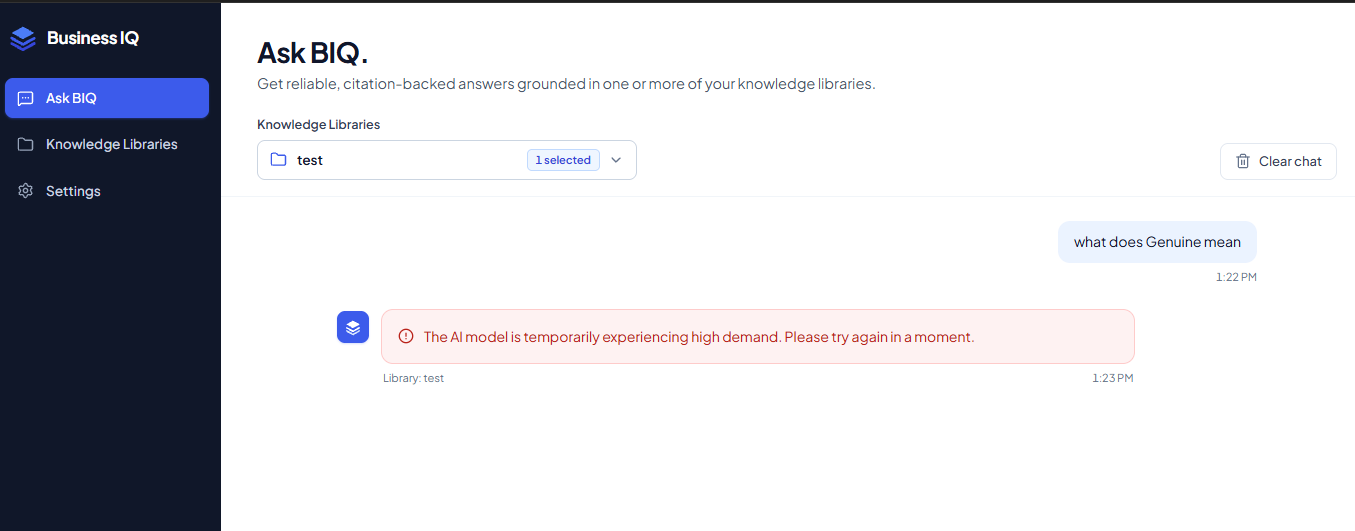 Business IQ
Ask BIQ
Knowledge Libraries
Settings
Ask BIQ.
Get reliable, citation-backed answers grounded in one or more of your knowledge libraries.
Knowledge Libraries
test 1 selected
Clear chat
what does Genuine mean
1:22 PM
The AI model is temporarily experiencing high demand. Please try again in a moment.
Library: test 1:23 PM